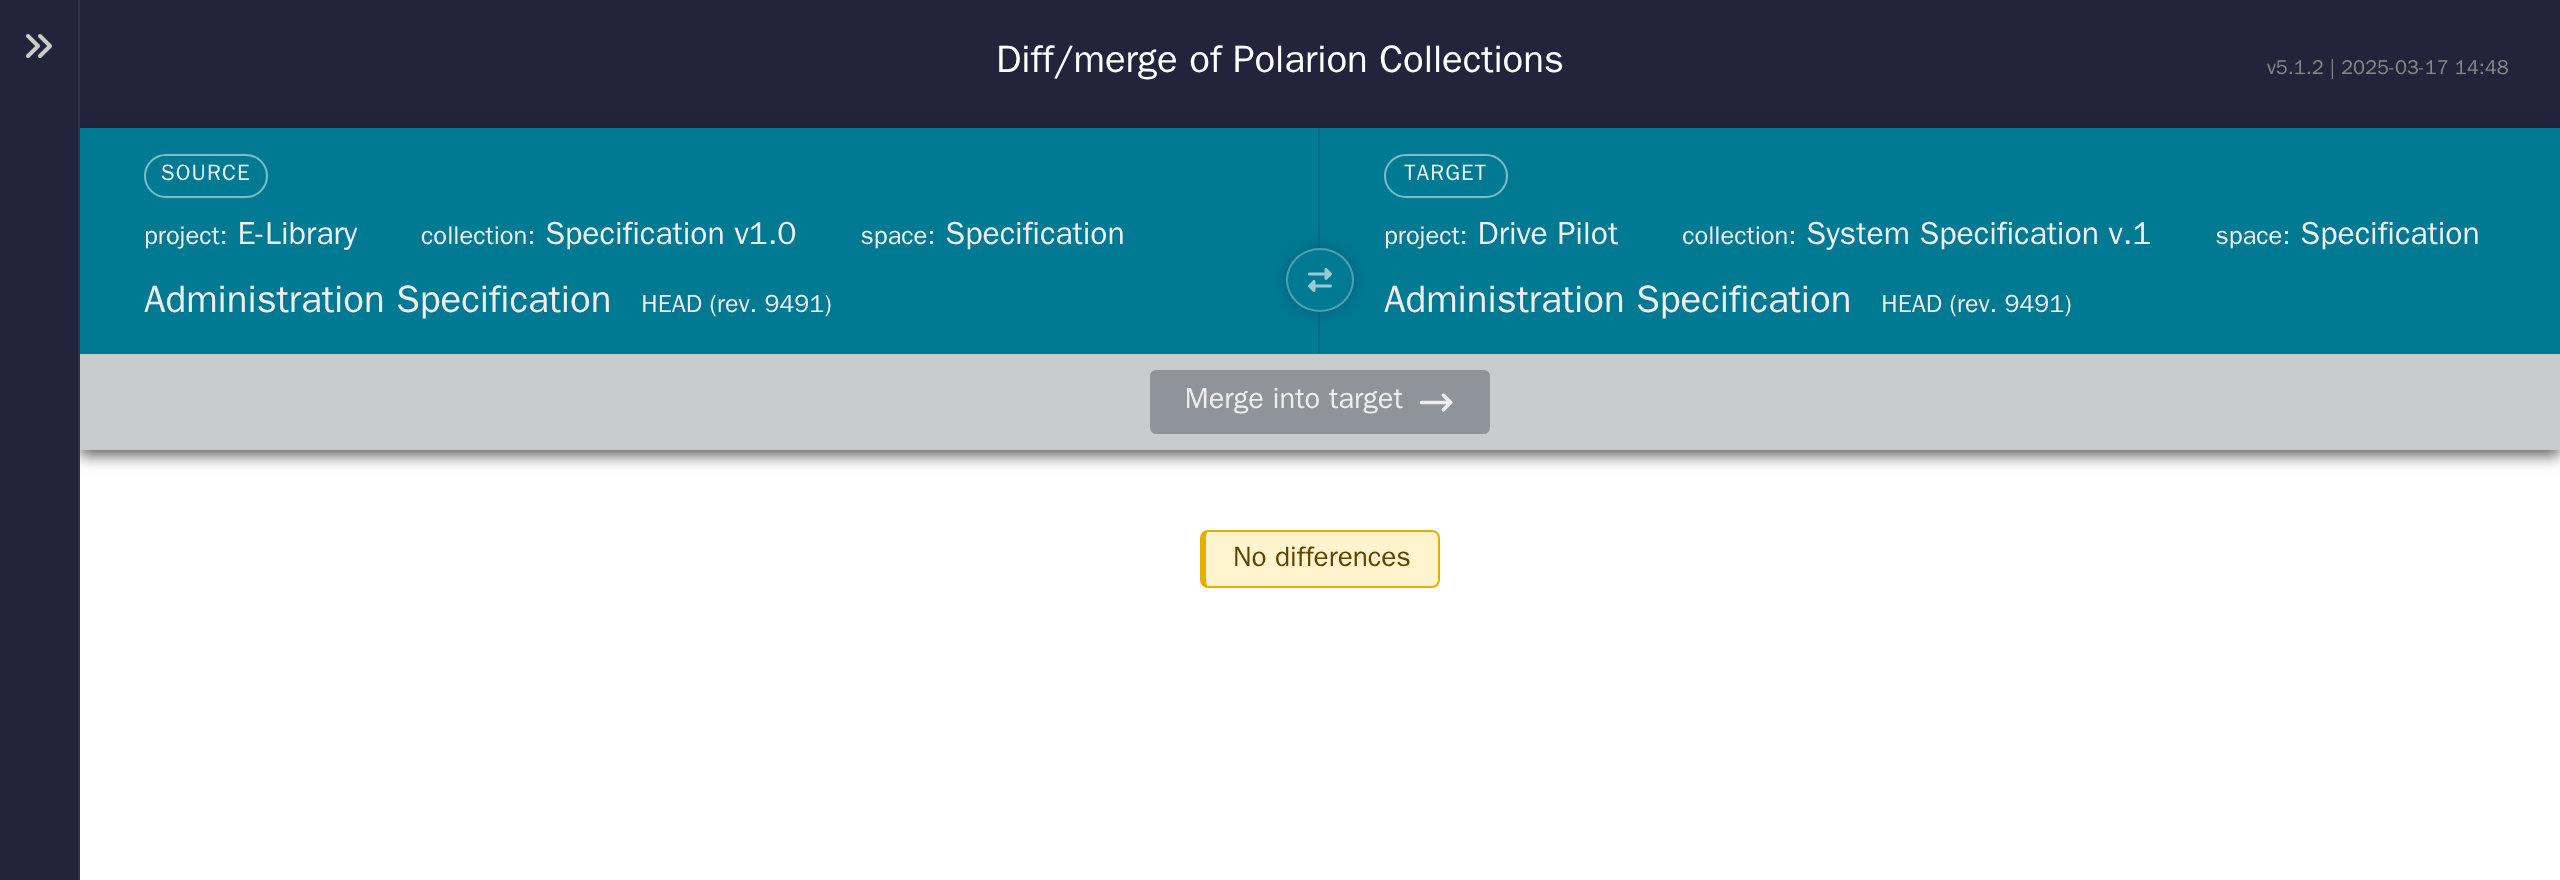 Diff/merge of Polarion Collections
v5.1.2 | 2025-03-17 14:48
SOURCE
project: E-Library collection: Specification v1.0 space: Specification
Administration Specification HEAD (rev. 9491)
TARGET
project: Drive Pilot collection: System Specification v.1 space: Specification
Administration Specification HEAD (rev. 9491)
Merge into target
No differences